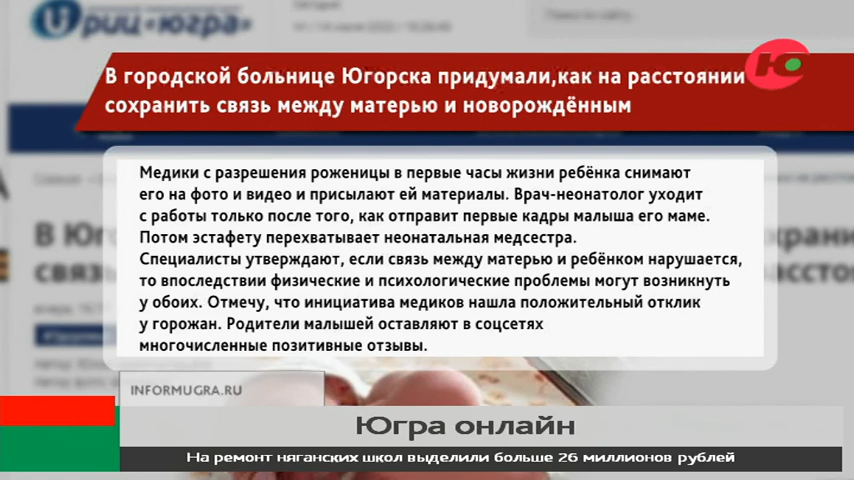 РИЦ «Югра»
В городской больнице Югорска придумали,как на расстоянии
Ю
сохранить связь между матерью и новорождённым
Медики с разрешения роженицы в первые часы жизни ребёнка снимают
его на фото и видео и присылают ей материалы. Врач-неонатолог уходит
с работы только после того, как отправит первые кадры малыша его маме.
Потом эстафету перехватывает неонатальная медсестра.
Специалисты утверждают, если связь между матерью и ребёнком нарушается,
то впоследствии физические и психологические проблемы могут возникнуть
у обоих. Отмечу, что инициатива медиков нашла положительный отклик
у горожан. Родители малышей оставляют в соцсетях
многочисленные позитивные отзывы.
INFORMUGRA.RU
Югра онлайн
На ремонт няганских школ выделили больше 26 миллионов рублей